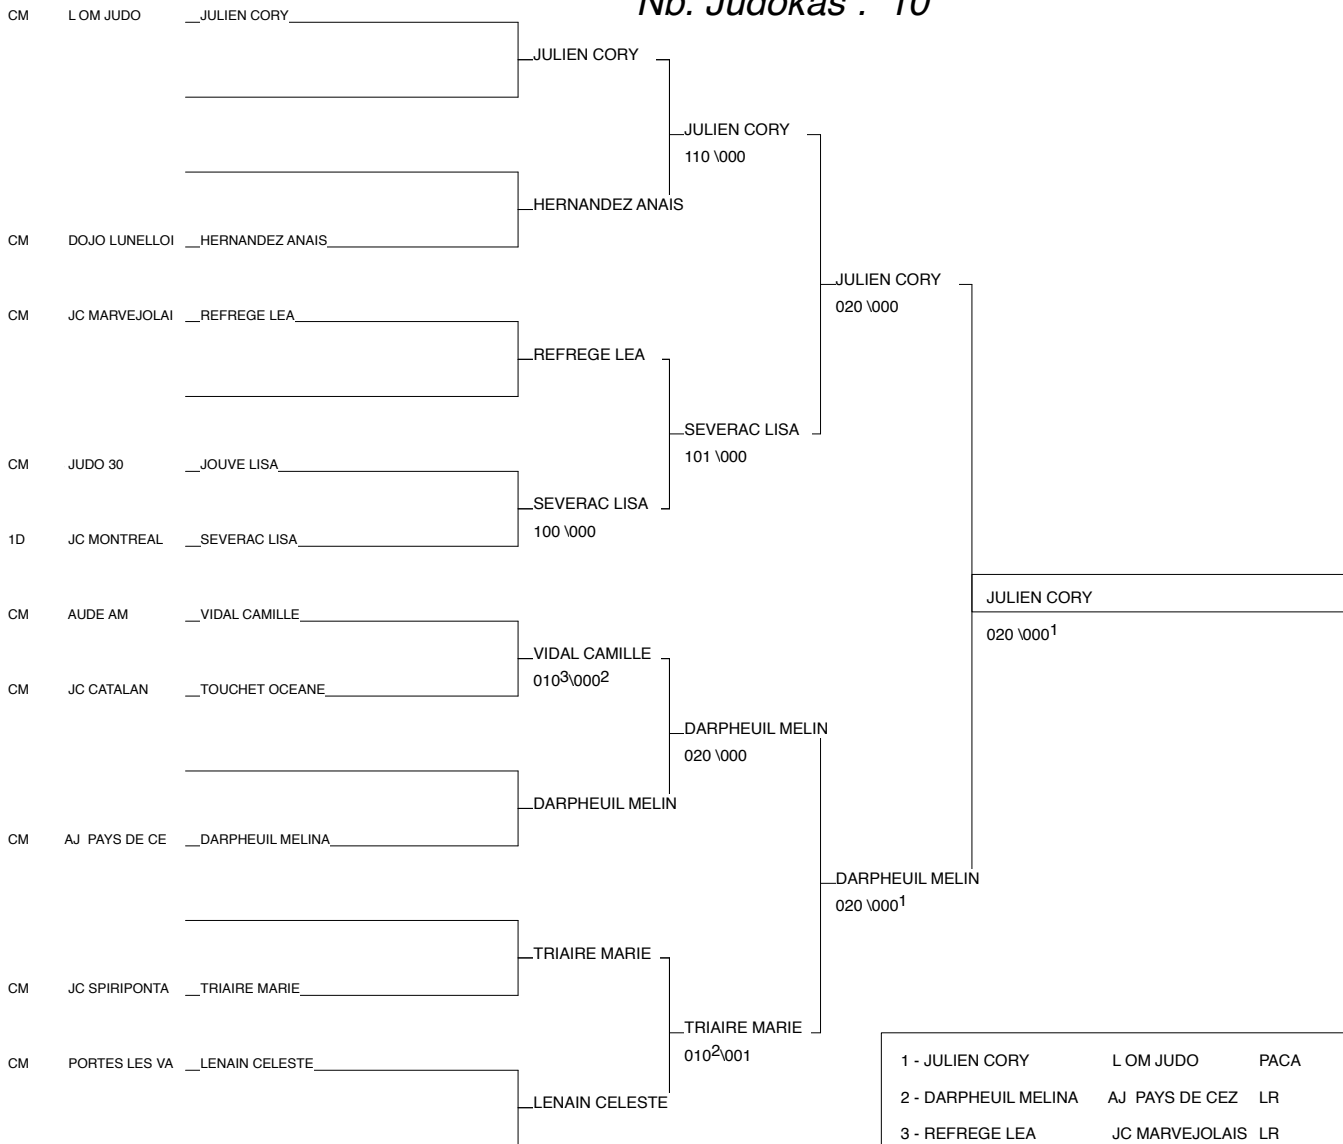 Nb. Judokas : 10
CM L OM JUDO JULIEN CORY
JULIEN CORY
JULIEN CORY
110 \000
HERNANDEZ ANAIS
CM DOJO LUNELLOI HERNANDEZ ANAIS
JULIEN CORY
020 \000
CM JC MARVEJOLAI REFREGE LEA
REFREGE LEA
SEVERAC LISA
101 \000
CM JUDO 30 JOUVE LISA
SEVERAC LISA
100 \000
1D JC MONTREAL SEVERAC LISA
JULIEN CORY
020 \000¹
CM AUDE AM VIDAL CAMILLE
VIDAL CAMILLE
010³\000²
CM JC CATALAN TOUCHET OCEANE
DARPHEUIL MELIN
020 \000
DARPHEUIL MELIN
CM AJ PAYS DE CE DARPHEUIL MELINA
DARPHEUIL MELIN
020 \000¹
TRIAIRE MARIE
CM JC SPIRIPONTA TRIAIRE MARIE
TRIAIRE MARIE
010²\001
CM PORTES LES VA LENAIN CELESTE
LENAIN CELESTE
1 - JULIEN CORY L OM JUDO PACA
2 - DARPHEUIL MELINA AJ PAYS DE CEZ LR
3 - REFREGE LEA JC MARVEJOLAIS LR